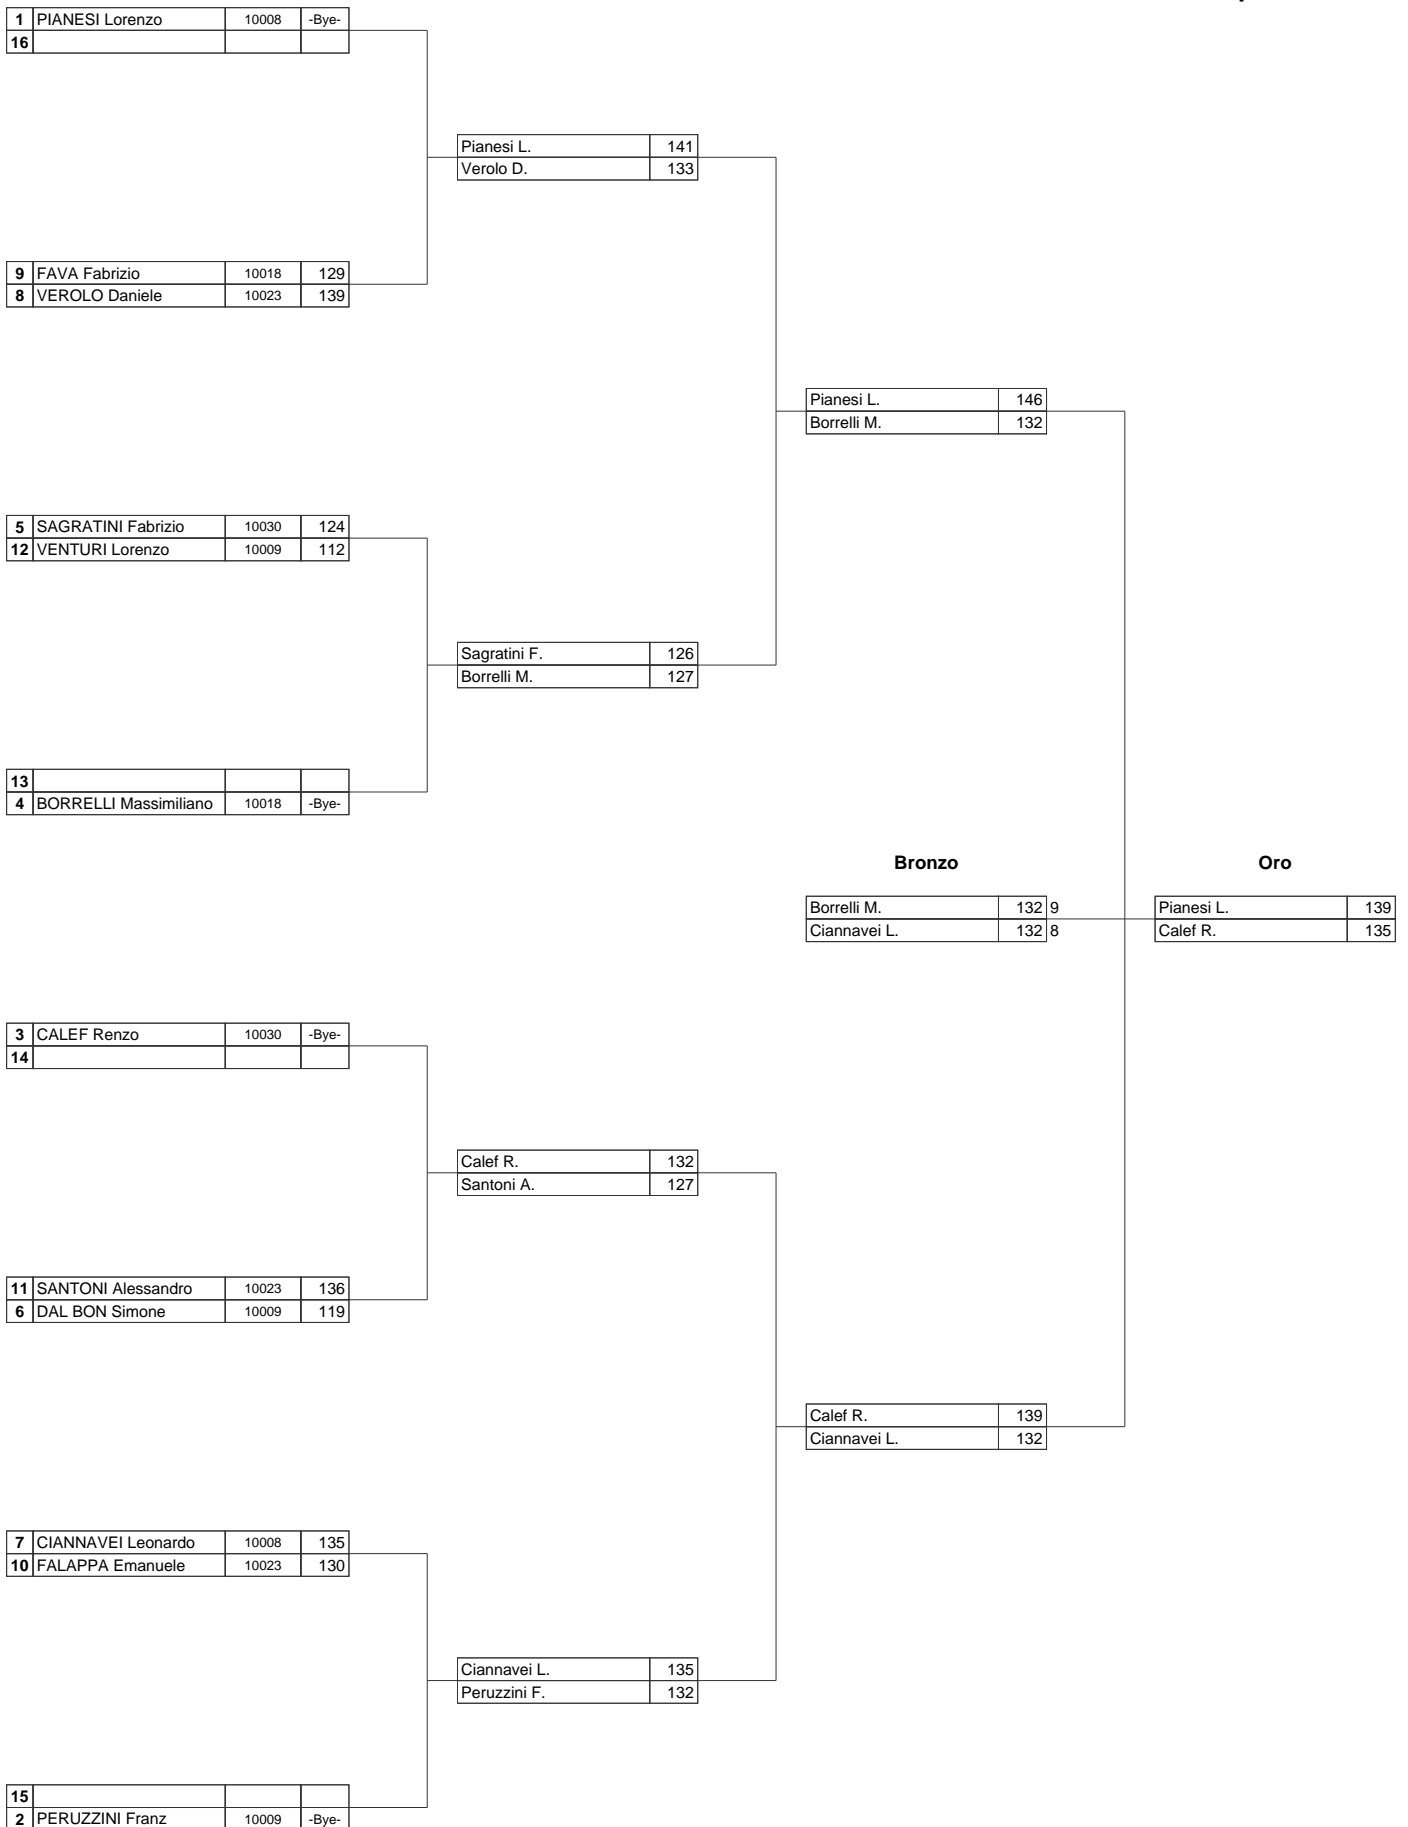 1 PIANESI Lorenzo 10008 -Bye-
16
Pianesi L. 141
Verolo D. 133
9 FAVA Fabrizio 10018 129
8 VEROLO Daniele 10023 139
Pianesi L. 146
Borrelli M. 132
5 SAGRATINI Fabrizio 10030 124
12 VENTURI Lorenzo 10009 112
Sagratini F. 126
Borrelli M. 127
13
4 BORRELLI Massimiliano 10018 -Bye-
Bronzo Oro
Borrelli M. 132 9 Pianesi L. 139
Ciannavei L. 132 8 Calef R. 135
3 CALEF Renzo 10030 -Bye-
14
Calef R. 132
Santoni A. 127
11 SANTONI Alessandro 10023 136
6 DAL BON Simone 10009 119
Calef R. 139
Ciannavei L. 132
7 CIANNAVEI Leonardo 10008 135
10 FALAPPA Emanuele 10023 130
Ciannavei L. 135
Peruzzini F. 132
15
2 PERUZZINI Franz 10009 -Bye-